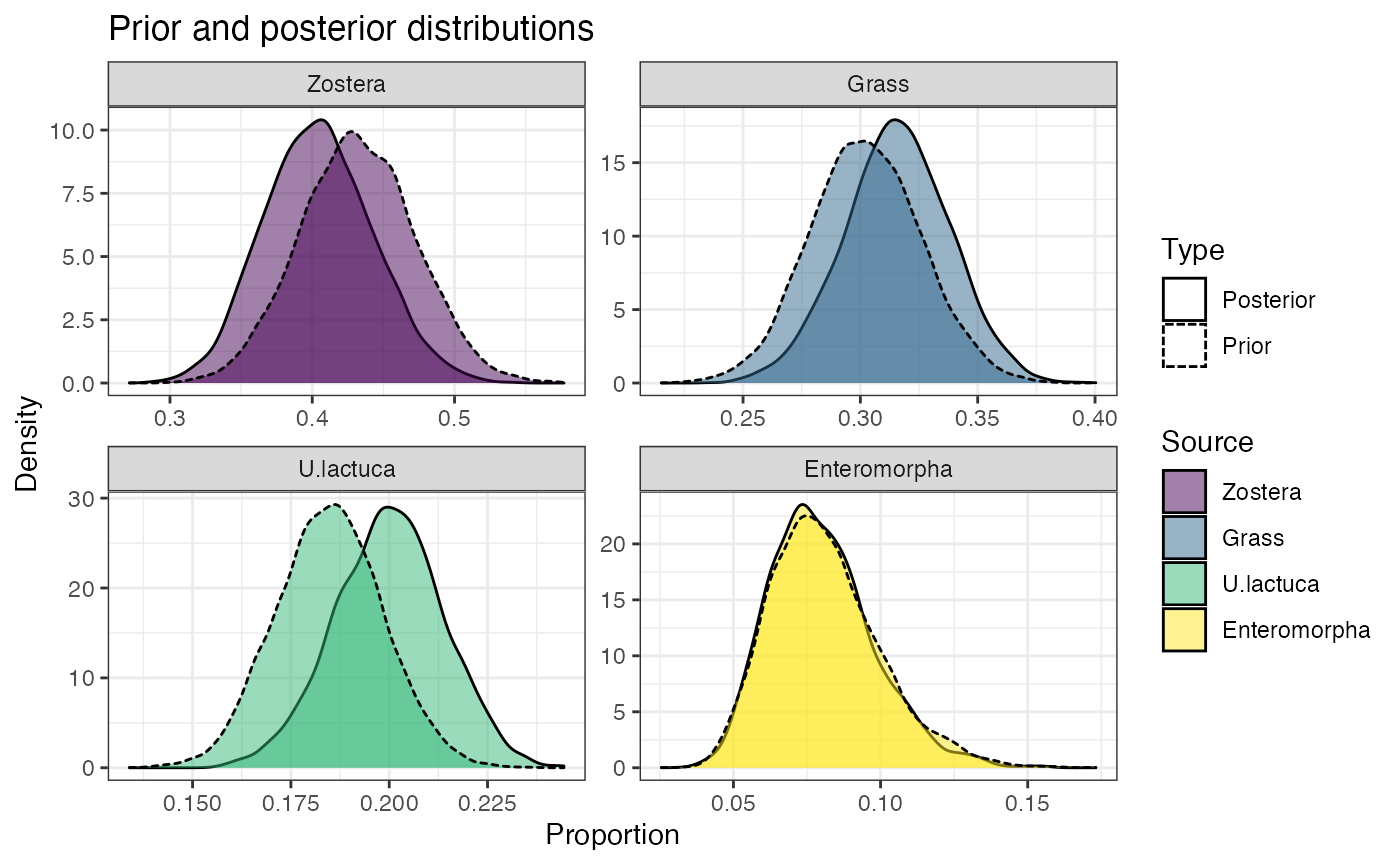 Prior and posterior distributions
Zostera
Grass
10.0
7.5
5.0
2.5
0.0
0.3 0.4 0.5
15
10
5
0
0.25 0.30 0.35 0.40
U.lactuca
Enteromorpha
30
20
10
0
0.150 0.175 0.200 0.225
20
15
10
5
0
0.05 0.10 0.15
Density
Proportion
Type
Posterior
Prior
Source
Zostera
Grass
U.lactuca
Enteromorpha